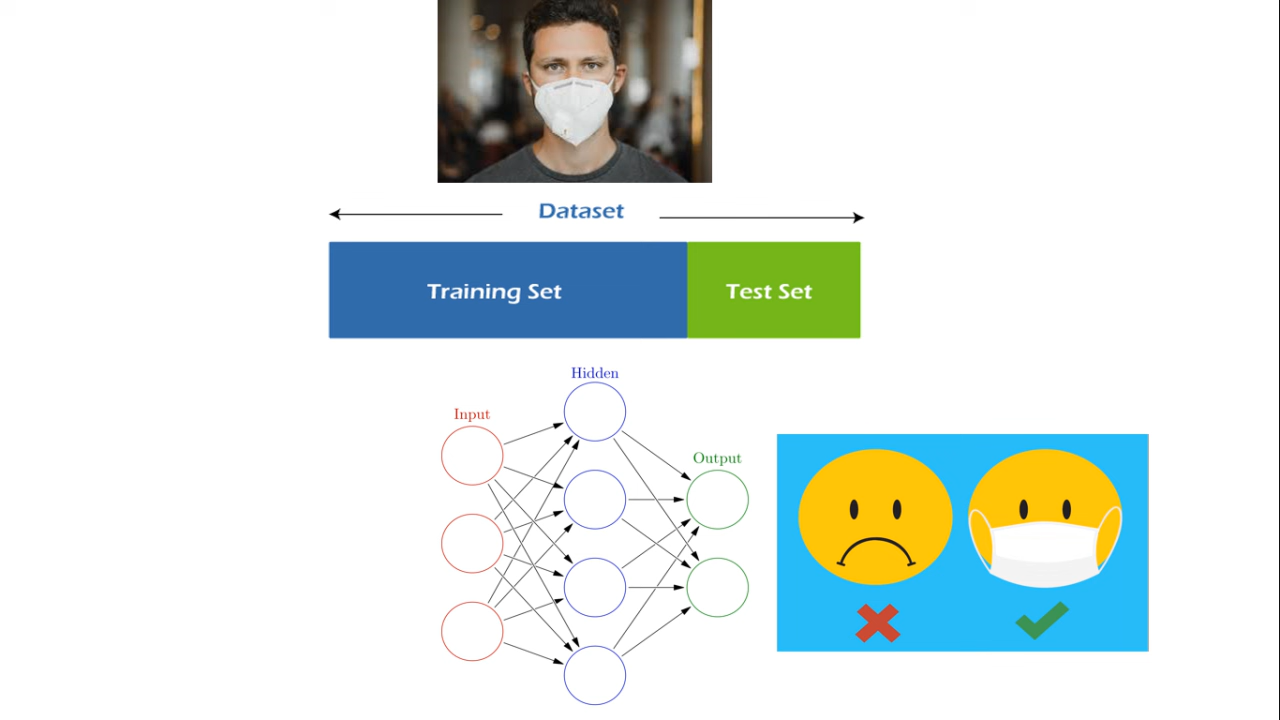 Dataset
Training Set
Test Set
Hidden
Input
Output